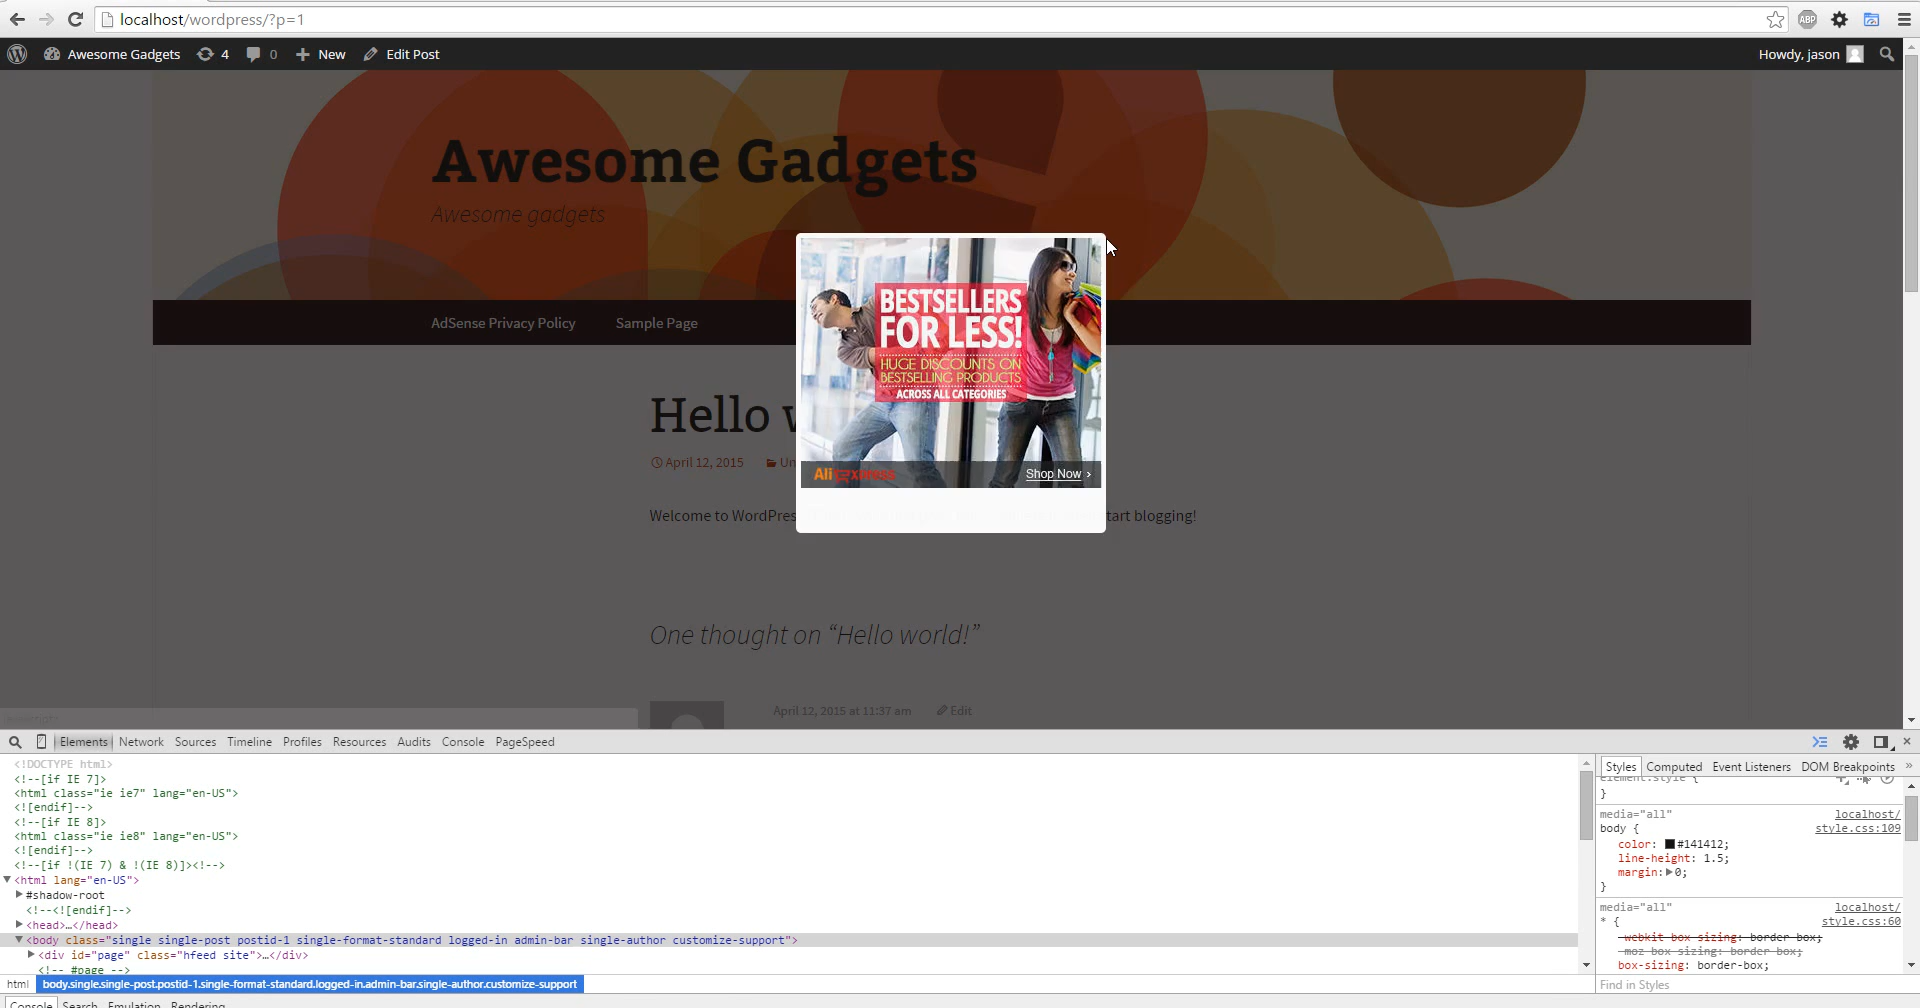 localhost/wordpress/?p=1
ABP
Awesome Gadgets 4 0 New Edit Post Howdy, jason
Awesome Gadgets
Awesome gadgets
AdSense Privacy Policy Sample Page
BESTSELLERS
FOR LESS!
HUGE DISCOUNTS ON
BESTSELLING PRODUCTS
ACROSS ALL CATEGORIES
AliExpress Shop Now ›
Hello
April 12, 2015 Un
Welcome to WordPres tart blogging!
One thought on “Hello world!”
April 12, 2015 at 11:37 am Edit
Elements Network Sources Timeline Profiles Resources Audits Console PageSpeed
<!DOCTYPE html>
<!--[if IE 7]>
<html class="ie ie7" lang="en-US">
<![endif]-->
<!--[if IE 8]>
<html class="ie ie8" lang="en-US">
<![endif]-->
<!--[if !(IE 7) & !(IE 8)]><!-->
<html lang="en-US">
#shadow-root
<!--<![endif]-->
<head>…</head>
<body class="single single-post postid-1 single-format-standard logged-in admin-bar single-author customize-support">
<div id="page" class="hfeed site">…</div>
<!-- #page -->
html body.single.single-post.postid-1.single-format-standard.logged-in.admin-bar.single-author.customize-support
Console Search Emulation Rendering
Styles Computed Event Listeners DOM Breakpoints »
element.style {
}
media="all" localhost/
body { style.css:109
color: #141412;
line-height: 1.5;
margin: 0;
}
media="all" localhost/
* { style.css:60
-webkit-box-sizing: border-box;
-moz-box-sizing: border-box;
box-sizing: border-box;
Find in Styles